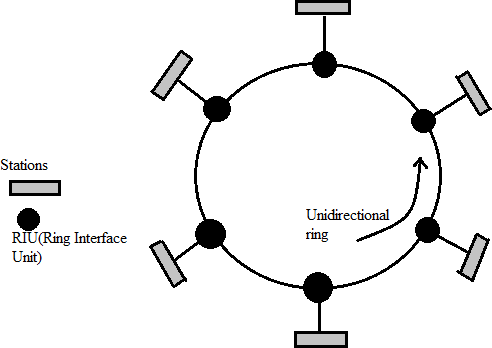 Stations
RIU(Ring Interface
Unit)
Unidirectional
ring